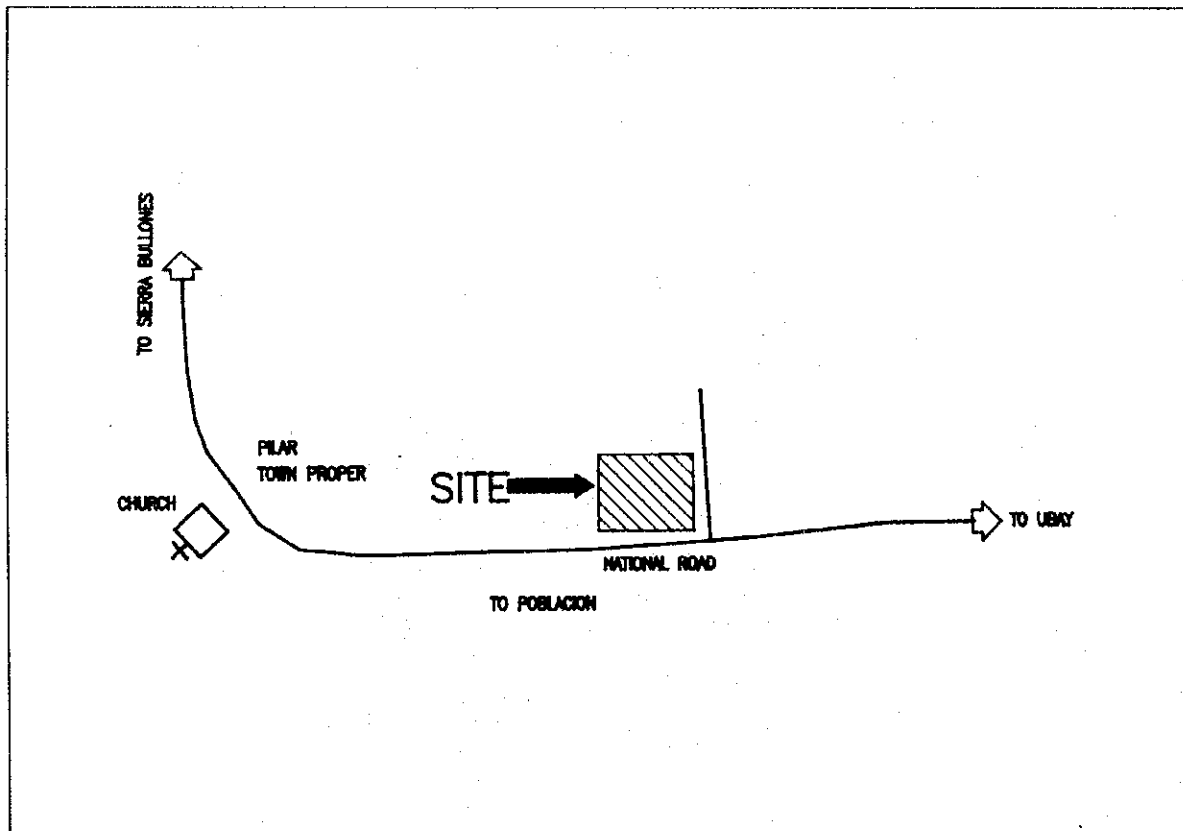 TO SIERRA BULLONES
PILAR
TOWN PROPER
CHURCH
SITE
TO UBAY
NATIONAL ROAD
TO POBLACION